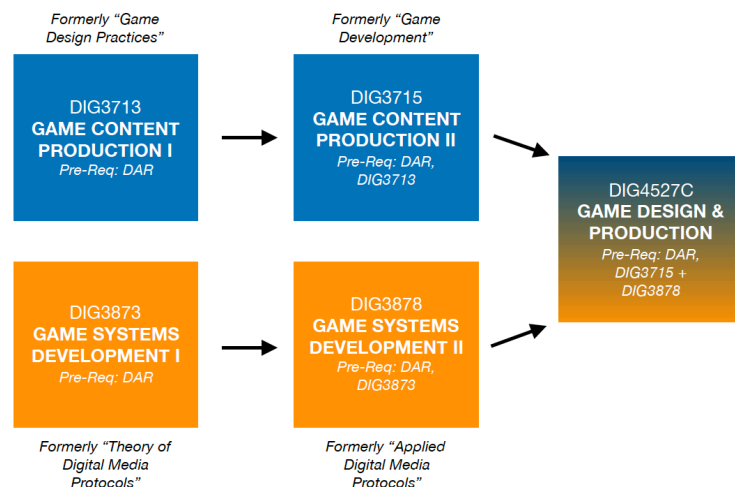 Formerly “Game
Design Practices”
Formerly “Game
Development”
DIG3713
GAME CONTENT
PRODUCTION I
Pre-Req: DAR
DIG3715
GAME CONTENT
PRODUCTION II
Pre-Req: DAR,
DIG3713
DIG4527C
GAME DESIGN &
PRODUCTION
Pre-Req: DAR,
DIG3715 +
DIG3878
DIG3873
GAME SYSTEMS
DEVELOPMENT I
Pre-Req: DAR
DIG3878
GAME SYSTEMS
DEVELOPMENT II
Pre-Req: DAR,
DIG3873
Formerly “Theory of
Digital Media
Protocols”
Formerly “Applied
Digital Media
Protocols”